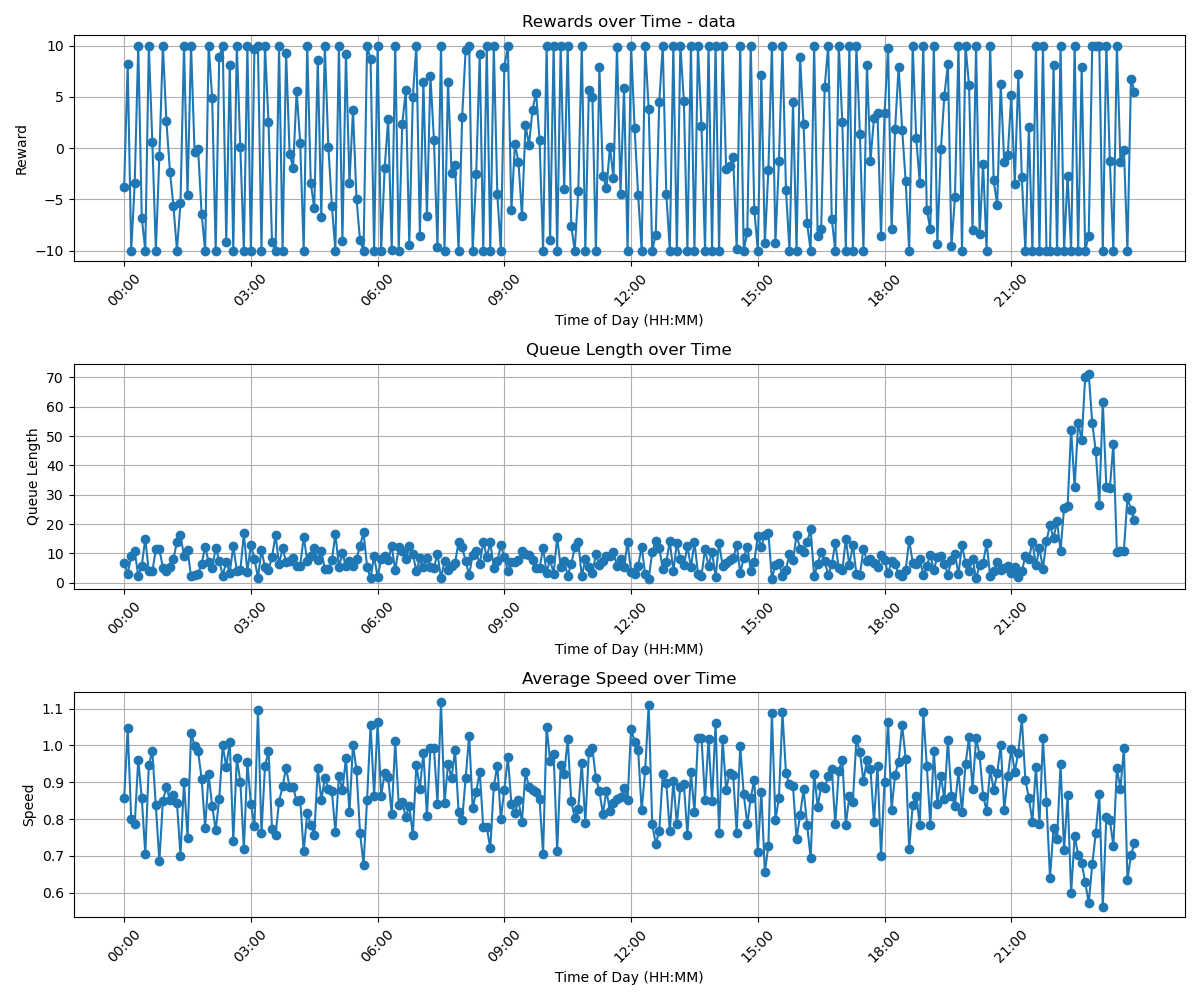 Rewards over Time - data
Reward
10
5
0
−5
−10
00:00 03:00 06:00 09:00 12:00 15:00 18:00 21:00
Time of Day (HH:MM)
Queue Length over Time
Queue Length
70
60
50
40
30
20
10
0
00:00 03:00 06:00 09:00 12:00 15:00 18:00 21:00
Time of Day (HH:MM)
Average Speed over Time
Speed
1.1
1.0
0.9
0.8
0.7
0.6
00:00 03:00 06:00 09:00 12:00 15:00 18:00 21:00
Time of Day (HH:MM)